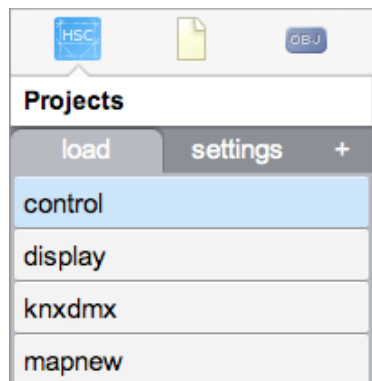 HSC OBJ
Projects
load settings +
control
display
knxdmx
mapnew